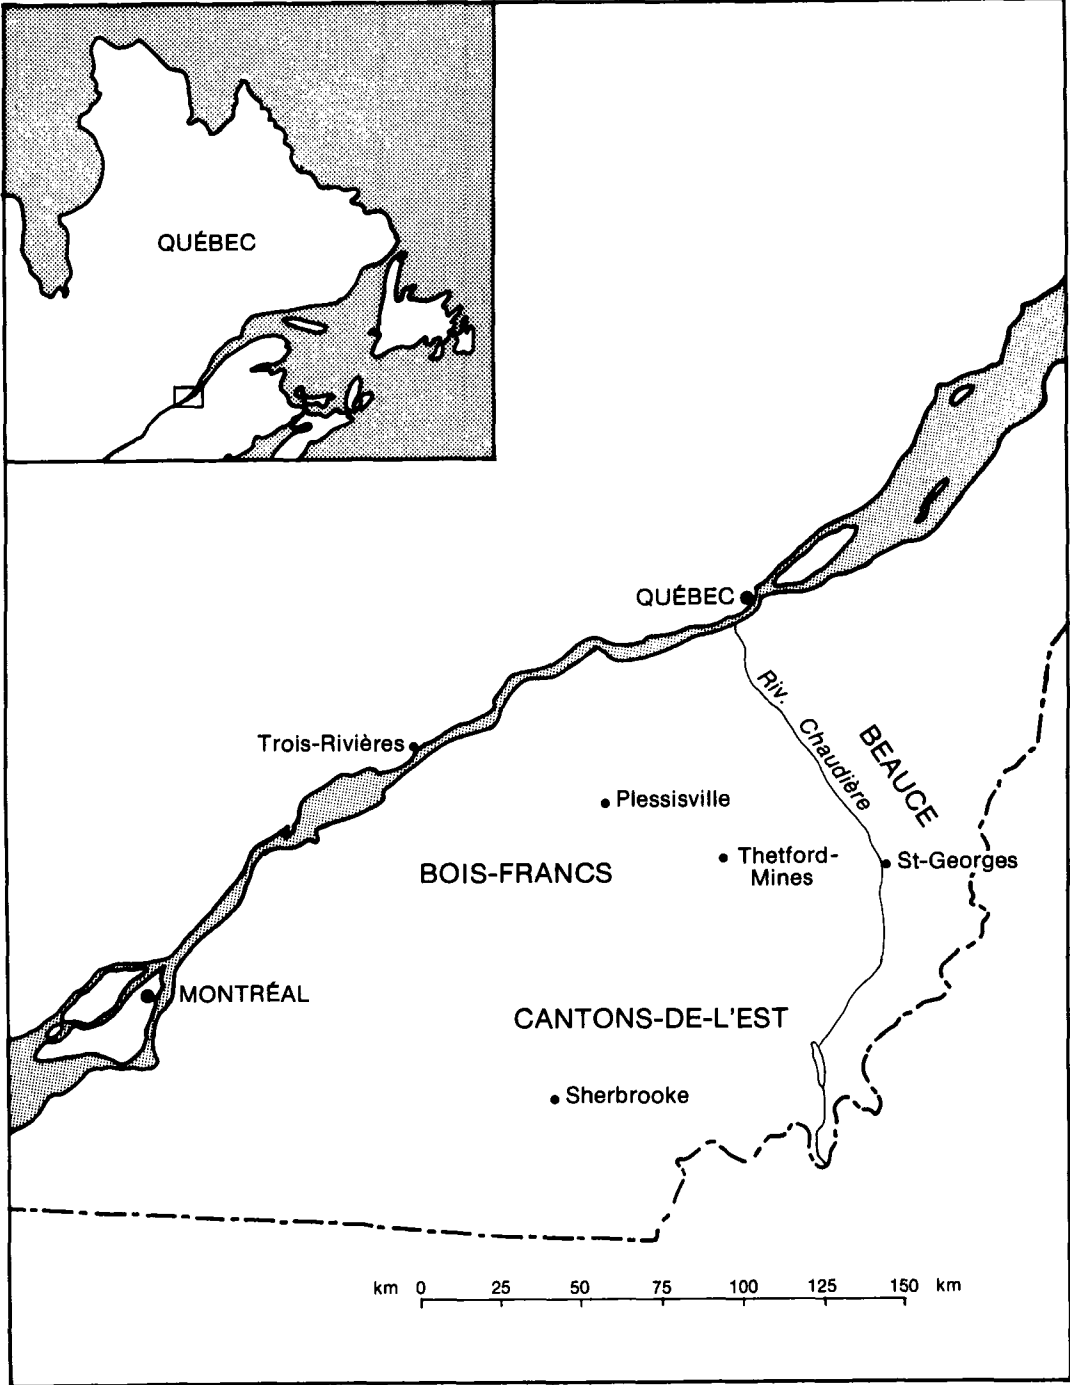 QUÉBEC
QUÉBEC
Riv. Chaudière
BEAUCE
Trois-Rivières
Plessisville
Thetford-
Mines
St-Georges
BOIS-FRANCS
MONTRÉAL
CANTONS-DE-L'EST
Sherbrooke
km 0 25 50 75 100 125 150 km